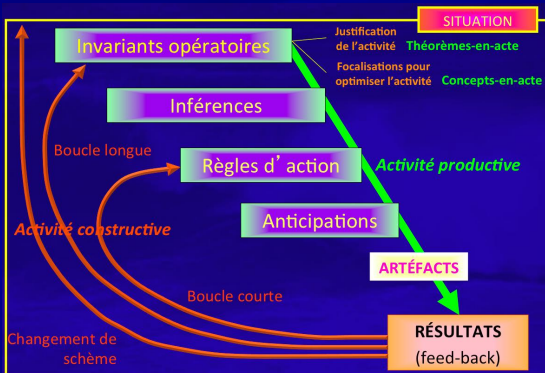 SITUATION
Justification
de l'activité Théorèmes-en-acte
Invariants opératoires
Focalisations pour
optimiser l'activité Concepts-en-acte
Inférences
Boucle longue
Règles d' action
Activité productive
Anticipations
Activité constructive
ARTÉFACTS
Boucle courte
RÉSULTATS
(feed-back)
Changement de
schème